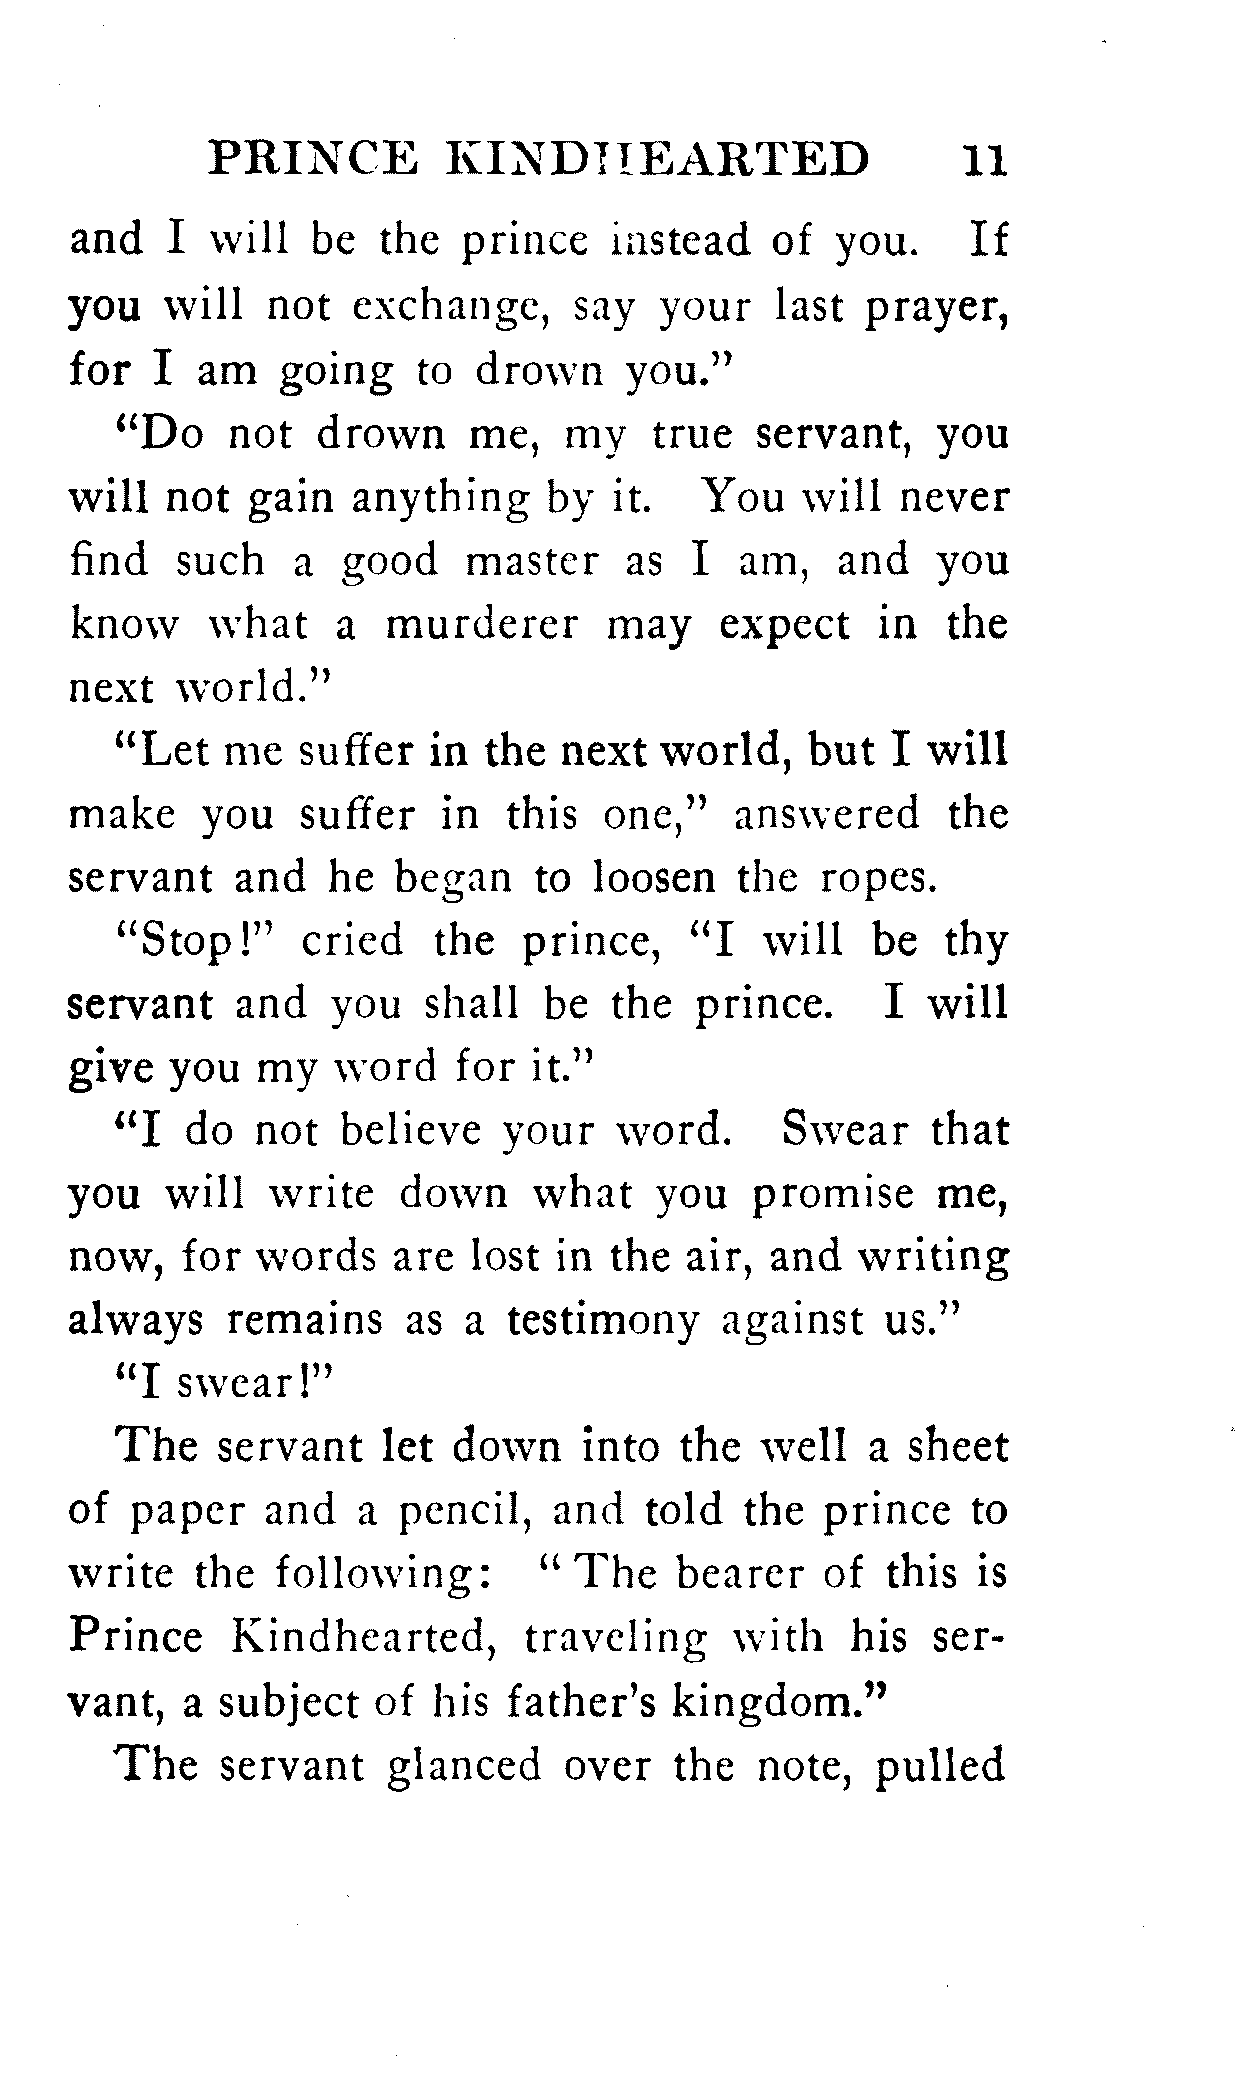 PRINCE KINDHEARTED 11
and I will be the prince instead of you. If
you will not exchange, say your last prayer,
for I am going to drown you."
"Do not drown me, my true servant, you
will not gain anything by it. You will never
find such a good master as I am, and you
know what a murderer may expect in the
next world."
"Let me suffer in the next world, but I will
make you suffer in this one," answered the
servant and he began to loosen the ropes.
"Stop!" cried the prince, "I will be thy
servant and you shall be the prince. I will
give you my word for it."
"I do not believe your word. Swear that
you will write down what you promise me,
now, for words are lost in the air, and writing
always remains as a testimony against us."
"I swear!"
The servant let down into the well a sheet
of paper and a pencil, and told the prince to
write the following: " The bearer of this is
Prince Kindhearted, traveling with his ser-
vant, a subject of his father's kingdom."
The servant glanced over the note, pulled